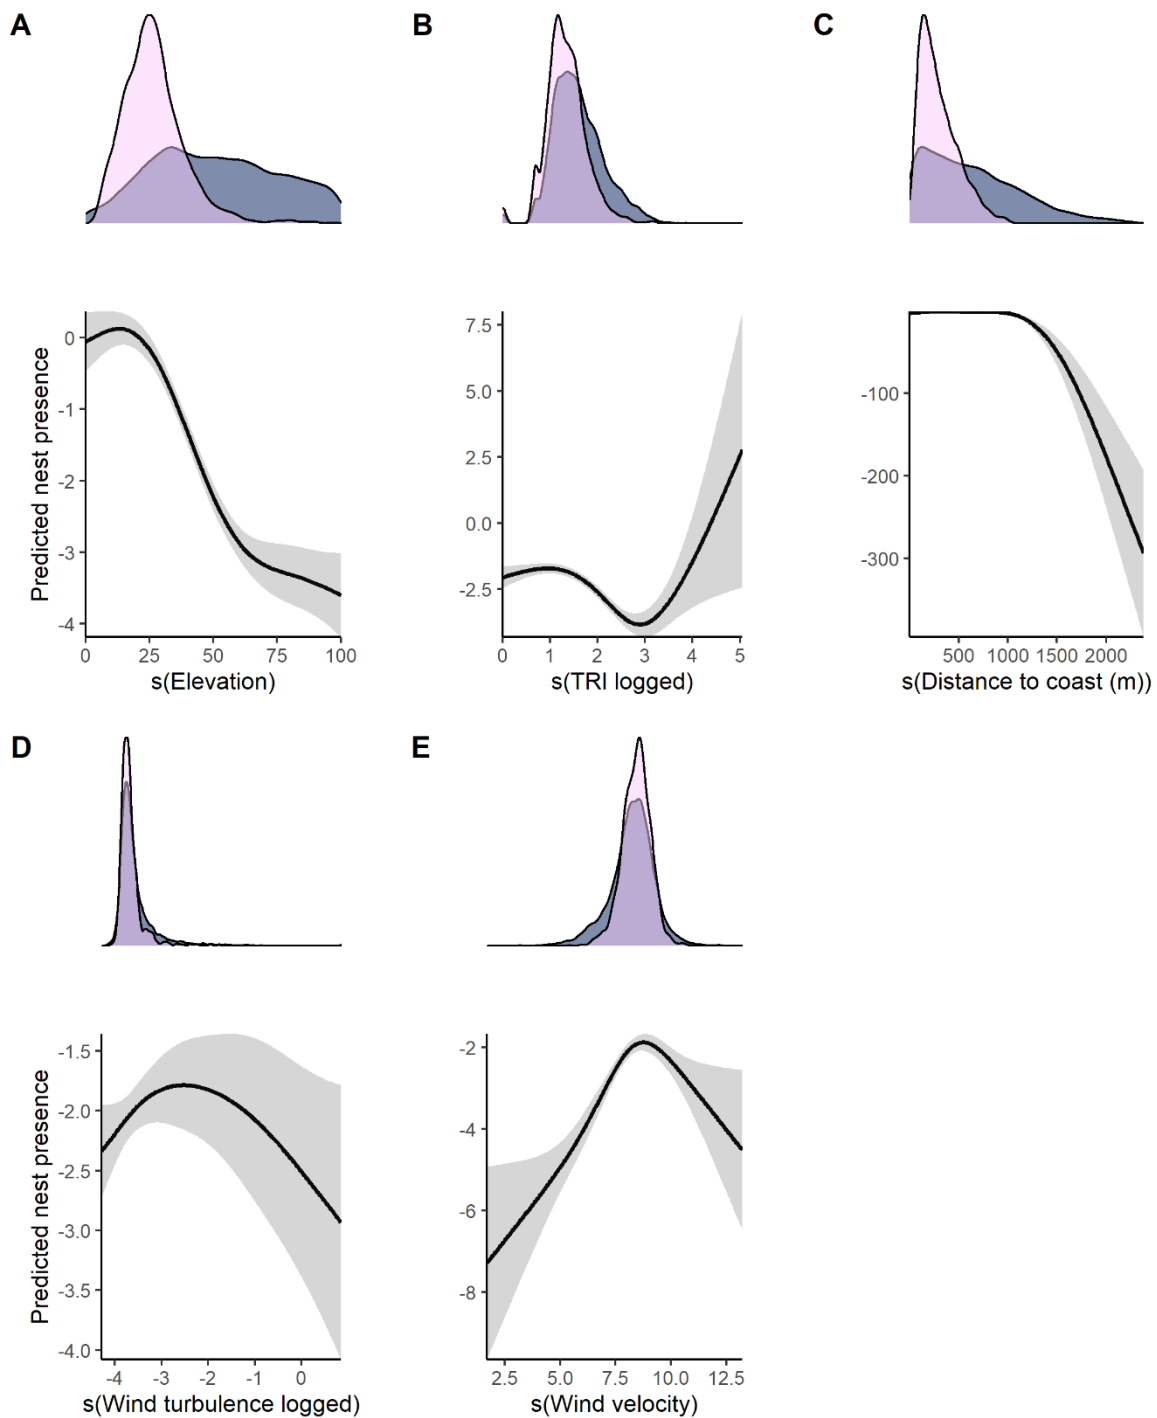 A
B
C
Predicted nest presence
0
-1
-2
-3
-4
0 25 50 75 100
s(Elevation)
7.5
5.0
2.5
0.0
-2.5
0 1 2 3 4 5
s(TRI logged)
-100
-300
500 1000 1500 2000
s(Distance to coast (m))
D
E
Predicted nest presence
-1.5
-2.0
-2.5
-3.0
-3.5
-4.0
-4 -3 -2 -1 0
s(Wind turbulence logged)
-2
-4
-6
-8
2.5 5.0 7.5 10.0 12.5
s(Wind velocity)